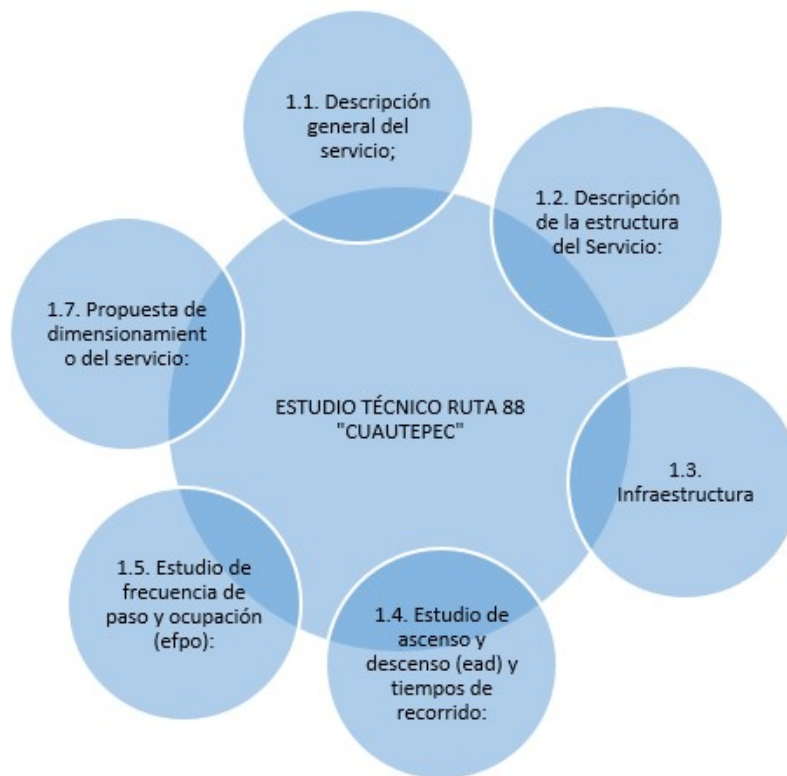 1.1. Descripción
general del
servicio;
1.2. Descripción
de la estructura
del Servicio:
1.7. Propuesta de
dimensionamient
o del servicio:
ESTUDIO TÉCNICO RUTA 88
"CUAUTEPEC"
1.3.
Infraestructura
1.5. Estudio de
frecuencia de
paso y ocupación
(efpo):
1.4. Estudio de
ascenso y
descenso (ead) y
tiempos de
recorrido: